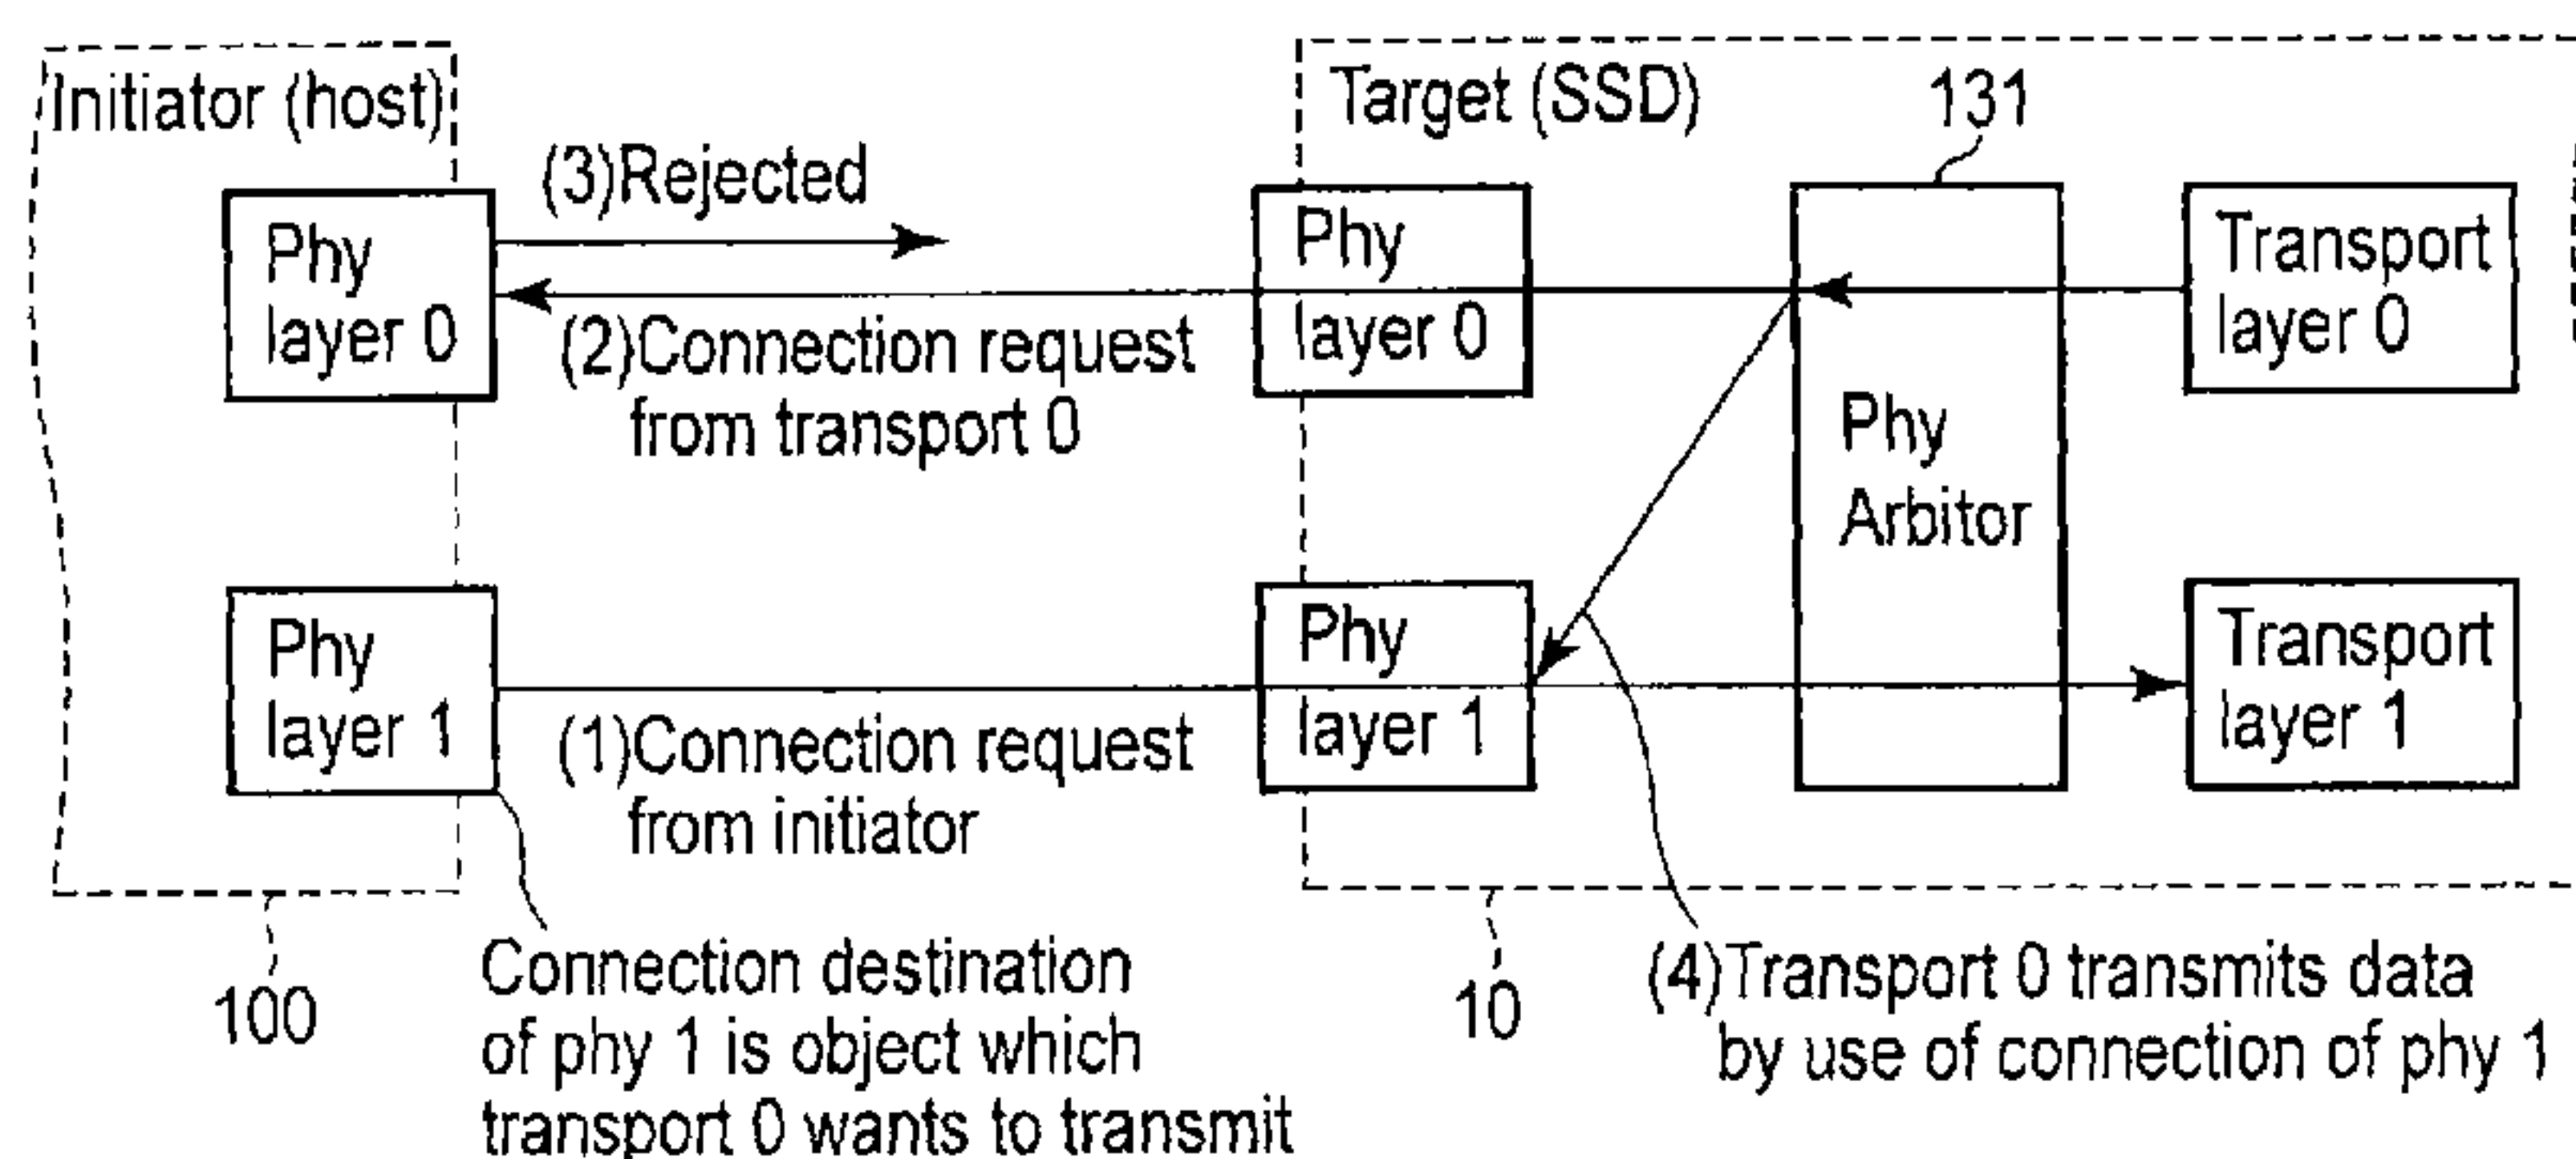 Initiator (host)
Target (SSD)
131
(3)Rejected
Phy
layer 0
(2)Connection request
from transport 0
Phy
layer 0
Transport
layer 0
Phy
Arbitor
Phy
layer 1
(1)Connection request
from initiator
Phy
layer 1
Transport
layer 1
100
Connection destination
of phy 1 is object which
transport 0 wants to transmit
10
(4)Transport 0 transmits data
by use of connection of phy 1